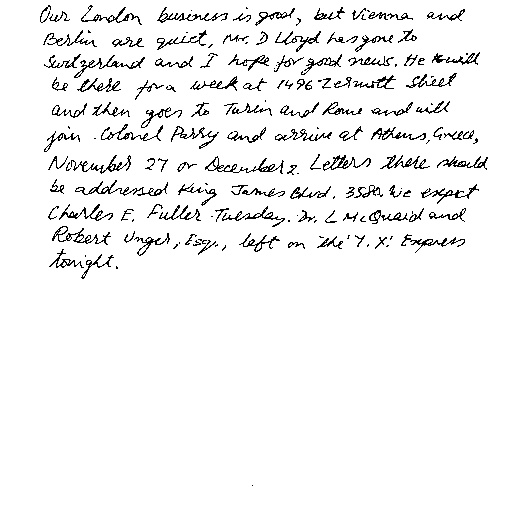 Our London business is good, but Vienna and
Berlin are quiet, Mr. D Lloyd has gone to
Switzerland and I hope for good news. He will
be there for a week at 1496 Zermott Street
and then goes to Turin and Rome and will
join Colonel Parry and arrive at Athens, Greece,
November 27 or December 2. Letters there should
be addressed King James Blvd. 3580. We expect
Charles E. Fuller Tuesday. Dr. L McQuaid and
Robert Unger, Esq., left on the 'Y. X.' Express
tonight.